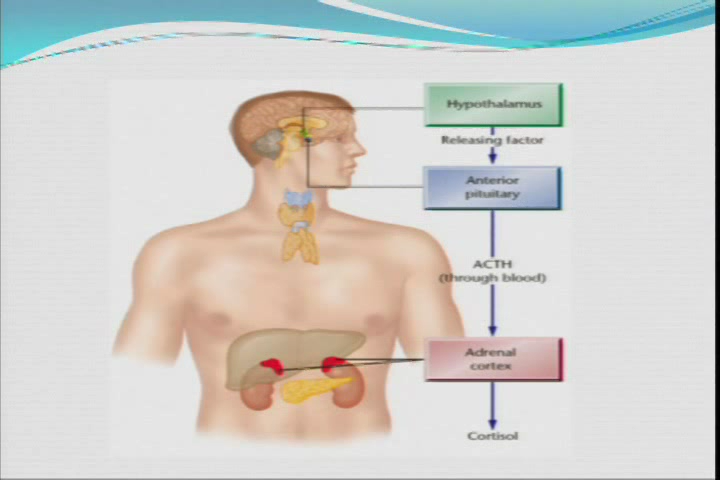 Hypothalamus
Releasing factor
Anterior
pituitary
ACTH
(through blood)
Adrenal
cortex
Cortisol